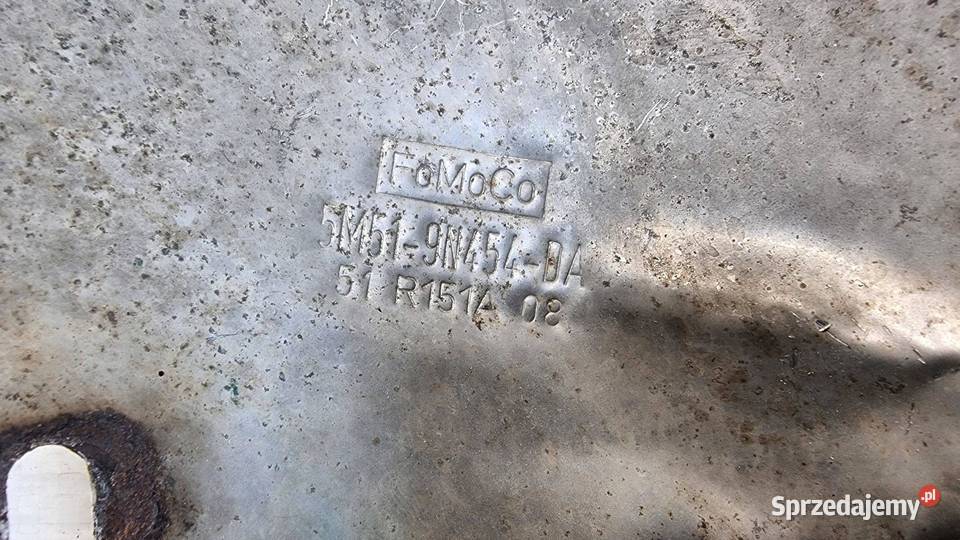 FoMoCo
5M51-9N454-DA
51 R151A 08
Sprzedajemy.pl